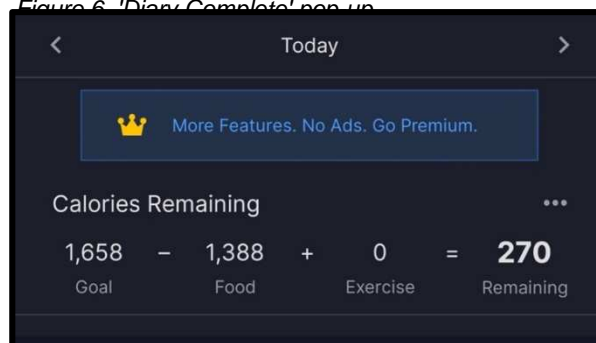 Figure 6. 'Diary Complete' pop-up
< Today >
More Features. No Ads. Go Premium.
Calories Remaining •••
1,658 – 1,388 + 0 = 270
Goal Food Exercise Remaining